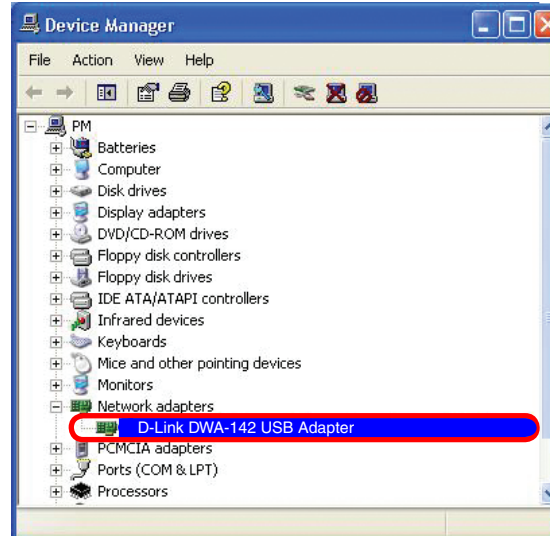 Device Manager
File Action View Help
PM
Batteries
Computer
Disk drives
Display adapters
DVD/CD-ROM drives
Floppy disk controllers
Floppy disk drives
IDE ATA/ATAPI controllers
Infrared devices
Keyboards
Mice and other pointing devices
Monitors
Network adapters
D-Link DWA-142 USB Adapter
PCMCIA adapters
Ports (COM & LPT)
Processors